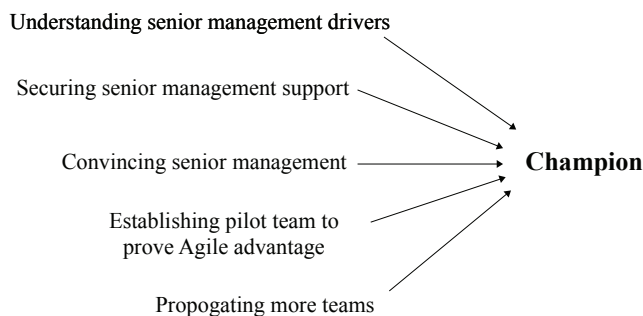 Understanding senior management drivers
Securing senior management support
Convincing senior management
Champion
Establishing pilot team to
prove Agile advantage
Propogating more teams